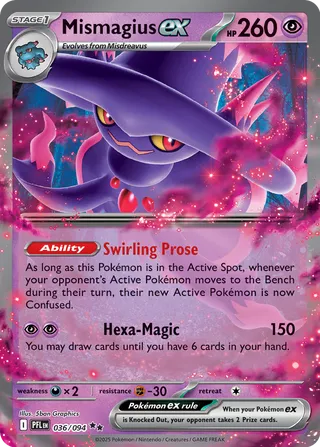 STAGE 1
Mismagius ex HP 260
Evolves from Misdreavus
Ability Swirling Prose
As long as this Pokémon is in the Active Spot, whenever
your opponent's Active Pokémon moves to the Bench
during their turn, their new Active Pokémon is now
Confused.
Hexa-Magic 150
You may draw cards until you have 6 cards in your hand.
Illus. 5ban Graphics
weakness ×2 resistance -30 retreat
I PFL EN 036/094
Pokémon ex rule
When your Pokémon ex
is Knocked Out, your opponent takes 2 Prize cards.
©2025 Pokémon / Nintendo / Creatures / GAME FREAK